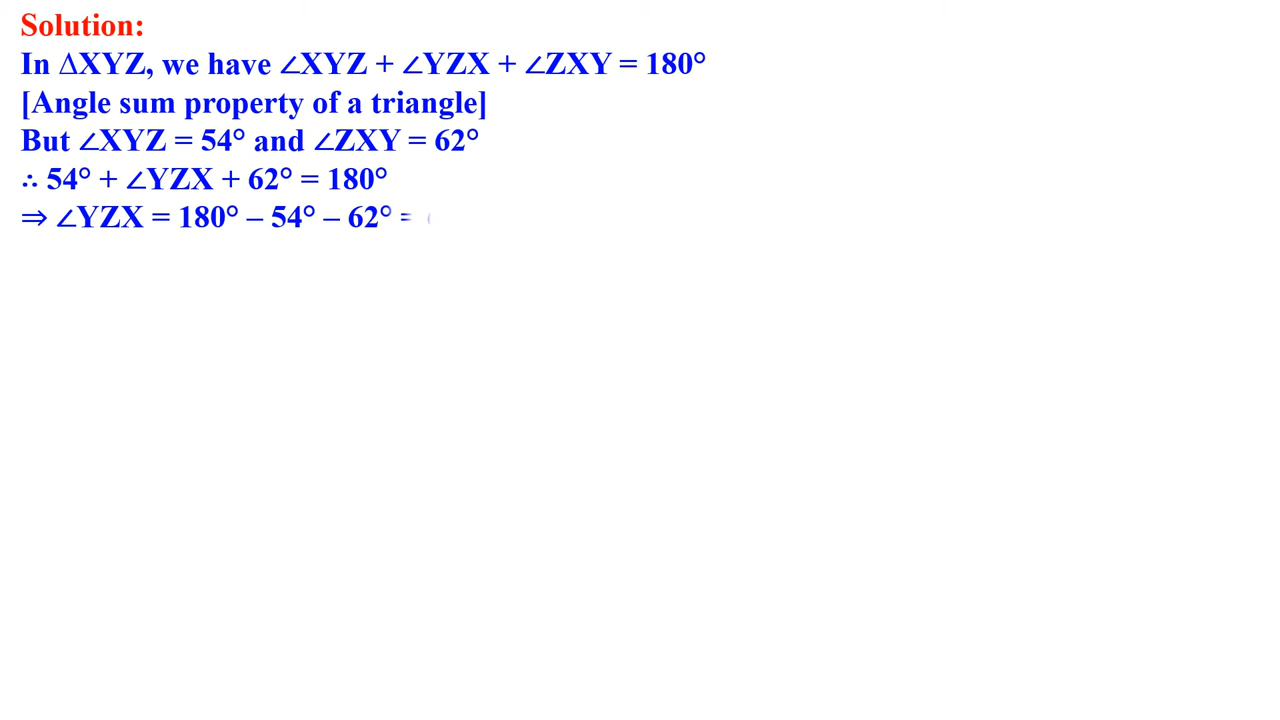 Solution:
In ∆XYZ, we have ∠XYZ + ∠YZX + ∠ZXY = 180°
[Angle sum property of a triangle]
But ∠XYZ = 54° and ∠ZXY = 62°
∴ 54° + ∠YZX + 62° = 180°
⇒ ∠YZX = 180° – 54° – 62° =